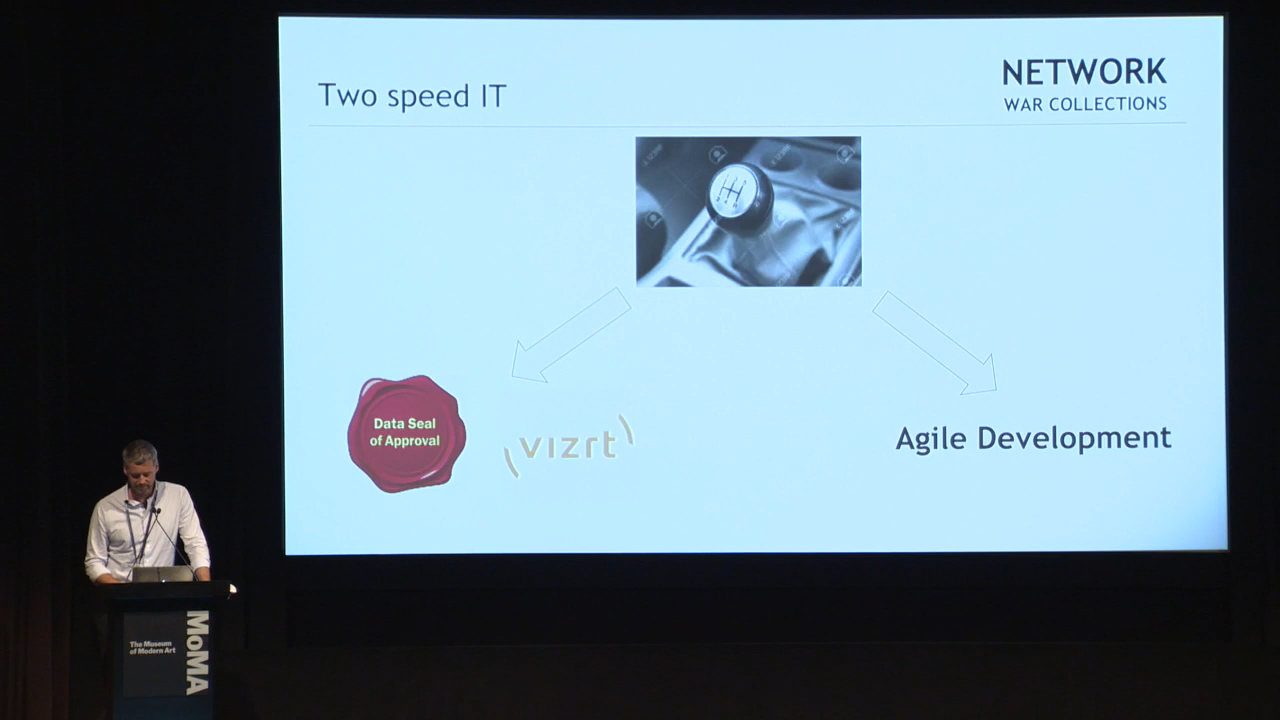 Two speed IT
NETWORK
WAR COLLECTIONS
Data Seal
of Approval
vizrt
Agile Development
The Museum
of Modern Art
MoMA